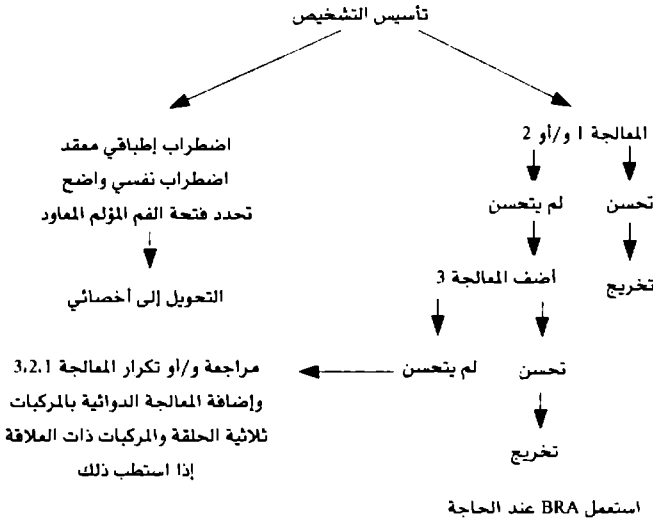 تأسيس التشخيص
المعالجة 1 و/أو 2
تحسن
لم يتحسن
تخريج
أضف المعالجة 3
تحسن
لم يتحسن
تخريج
استعمل BRA عند الحاجة
مراجعة و/أو تكرار المعالجة 3،2،1
وإضافة المعالجة الدوائية بالمركبات
ثلاثية الحلقة والمركبات ذات العلاقة
إذا استطب ذلك
اضطراب إطباقي معقد
اضطراب نفسي واضح
تحدد فتحة الفم المؤلم المعاود
التحويل إلى أخصائي